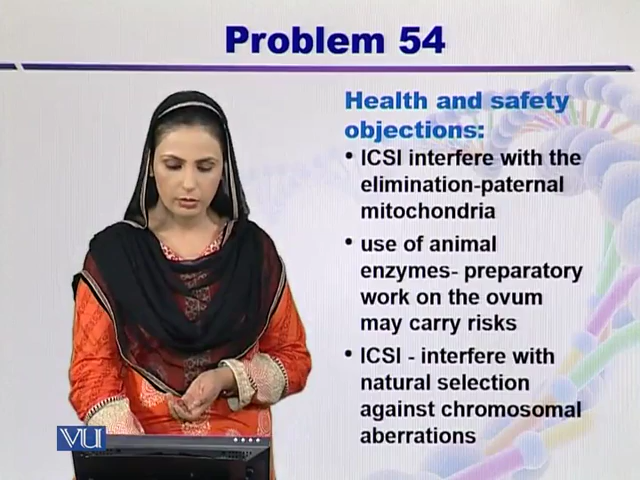 Problem 54
Health and safety
objections:
• ICSI interfere with the
elimination-paternal
mitochondria
• use of animal
enzymes- preparatory
work on the ovum
may carry risks
• ICSI - interfere with
natural selection
against chromosomal
aberrations
VU